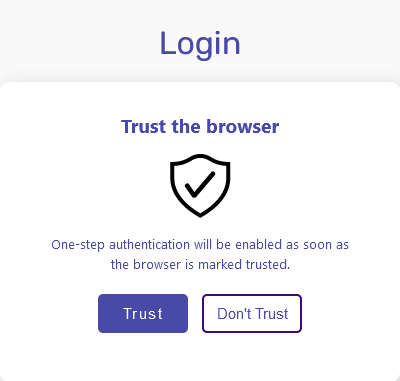 Login
Trust the browser
One-step authentication will be enabled as soon as
the browser is marked trusted.
Trust
Don't Trust